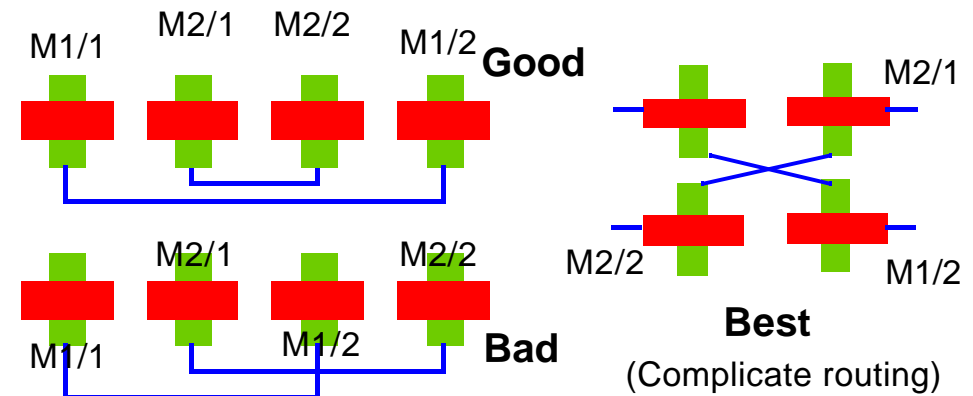 M1/1
M2/1
M2/2
M1/2
Good
M2/1
M2/2
M1/2
Best
(Complicate routing)
M2/1
M2/2
M1/1
M1/2
Bad